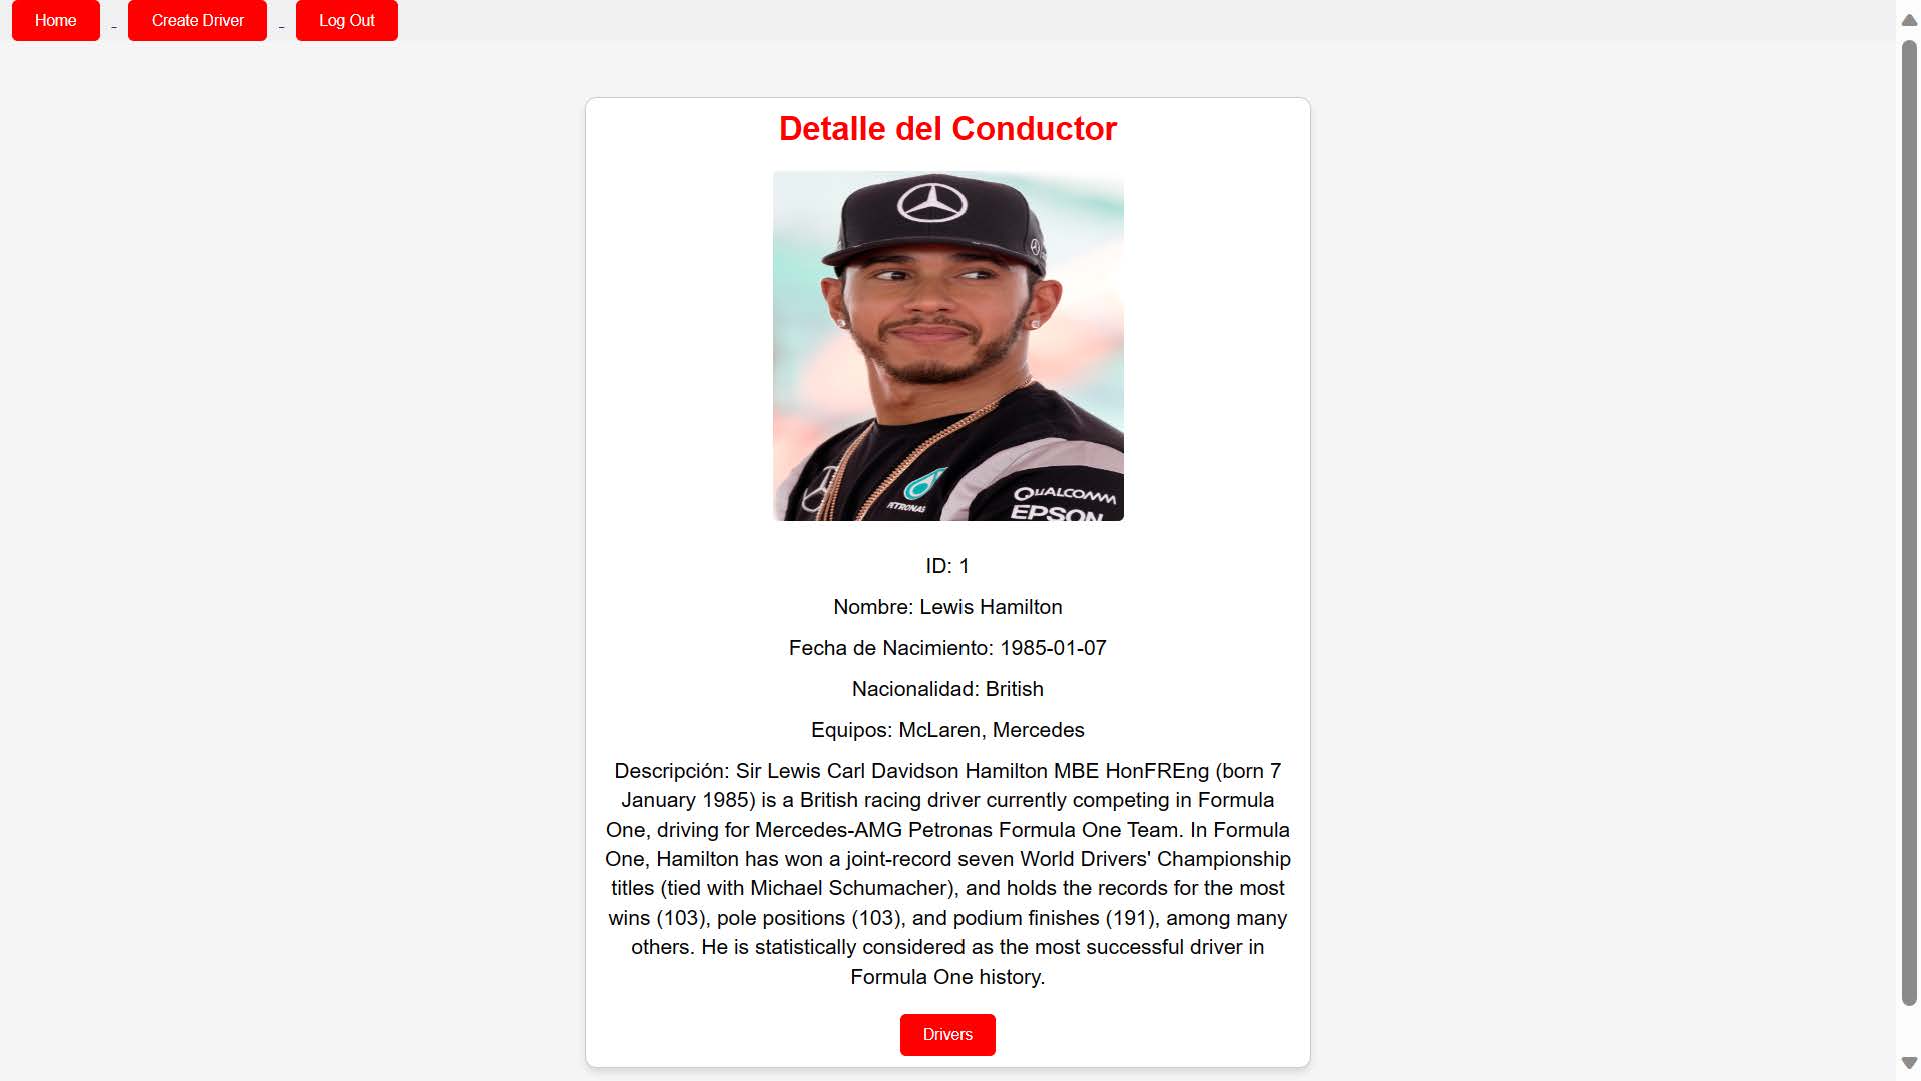 Home - Create Driver - Log Out
Detalle del Conductor
PETRONAS
QUALCOMM
EPSON
ID: 1
Nombre: Lewis Hamilton
Fecha de Nacimiento: 1985-01-07
Nacionalidad: British
Equipos: McLaren, Mercedes
Descripción: Sir Lewis Carl Davidson Hamilton MBE HonFREng (born 7
January 1985) is a British racing driver currently competing in Formula
One, driving for Mercedes-AMG Petronas Formula One Team. In Formula
One, Hamilton has won a joint-record seven World Drivers' Championship
titles (tied with Michael Schumacher), and holds the records for the most
wins (103), pole positions (103), and podium finishes (191), among many
others. He is statistically considered as the most successful driver in
Formula One history.
Drivers